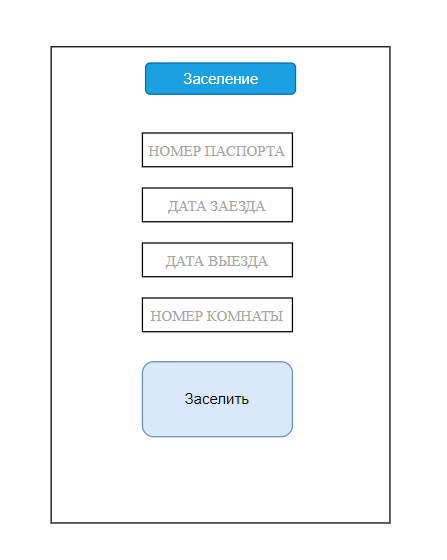 Заселение
НОМЕР ПАСПОРТА
ДАТА ЗАЕЗДА
ДАТА ВЫЕЗДА
НОМЕР КОМНАТЫ
Заселить